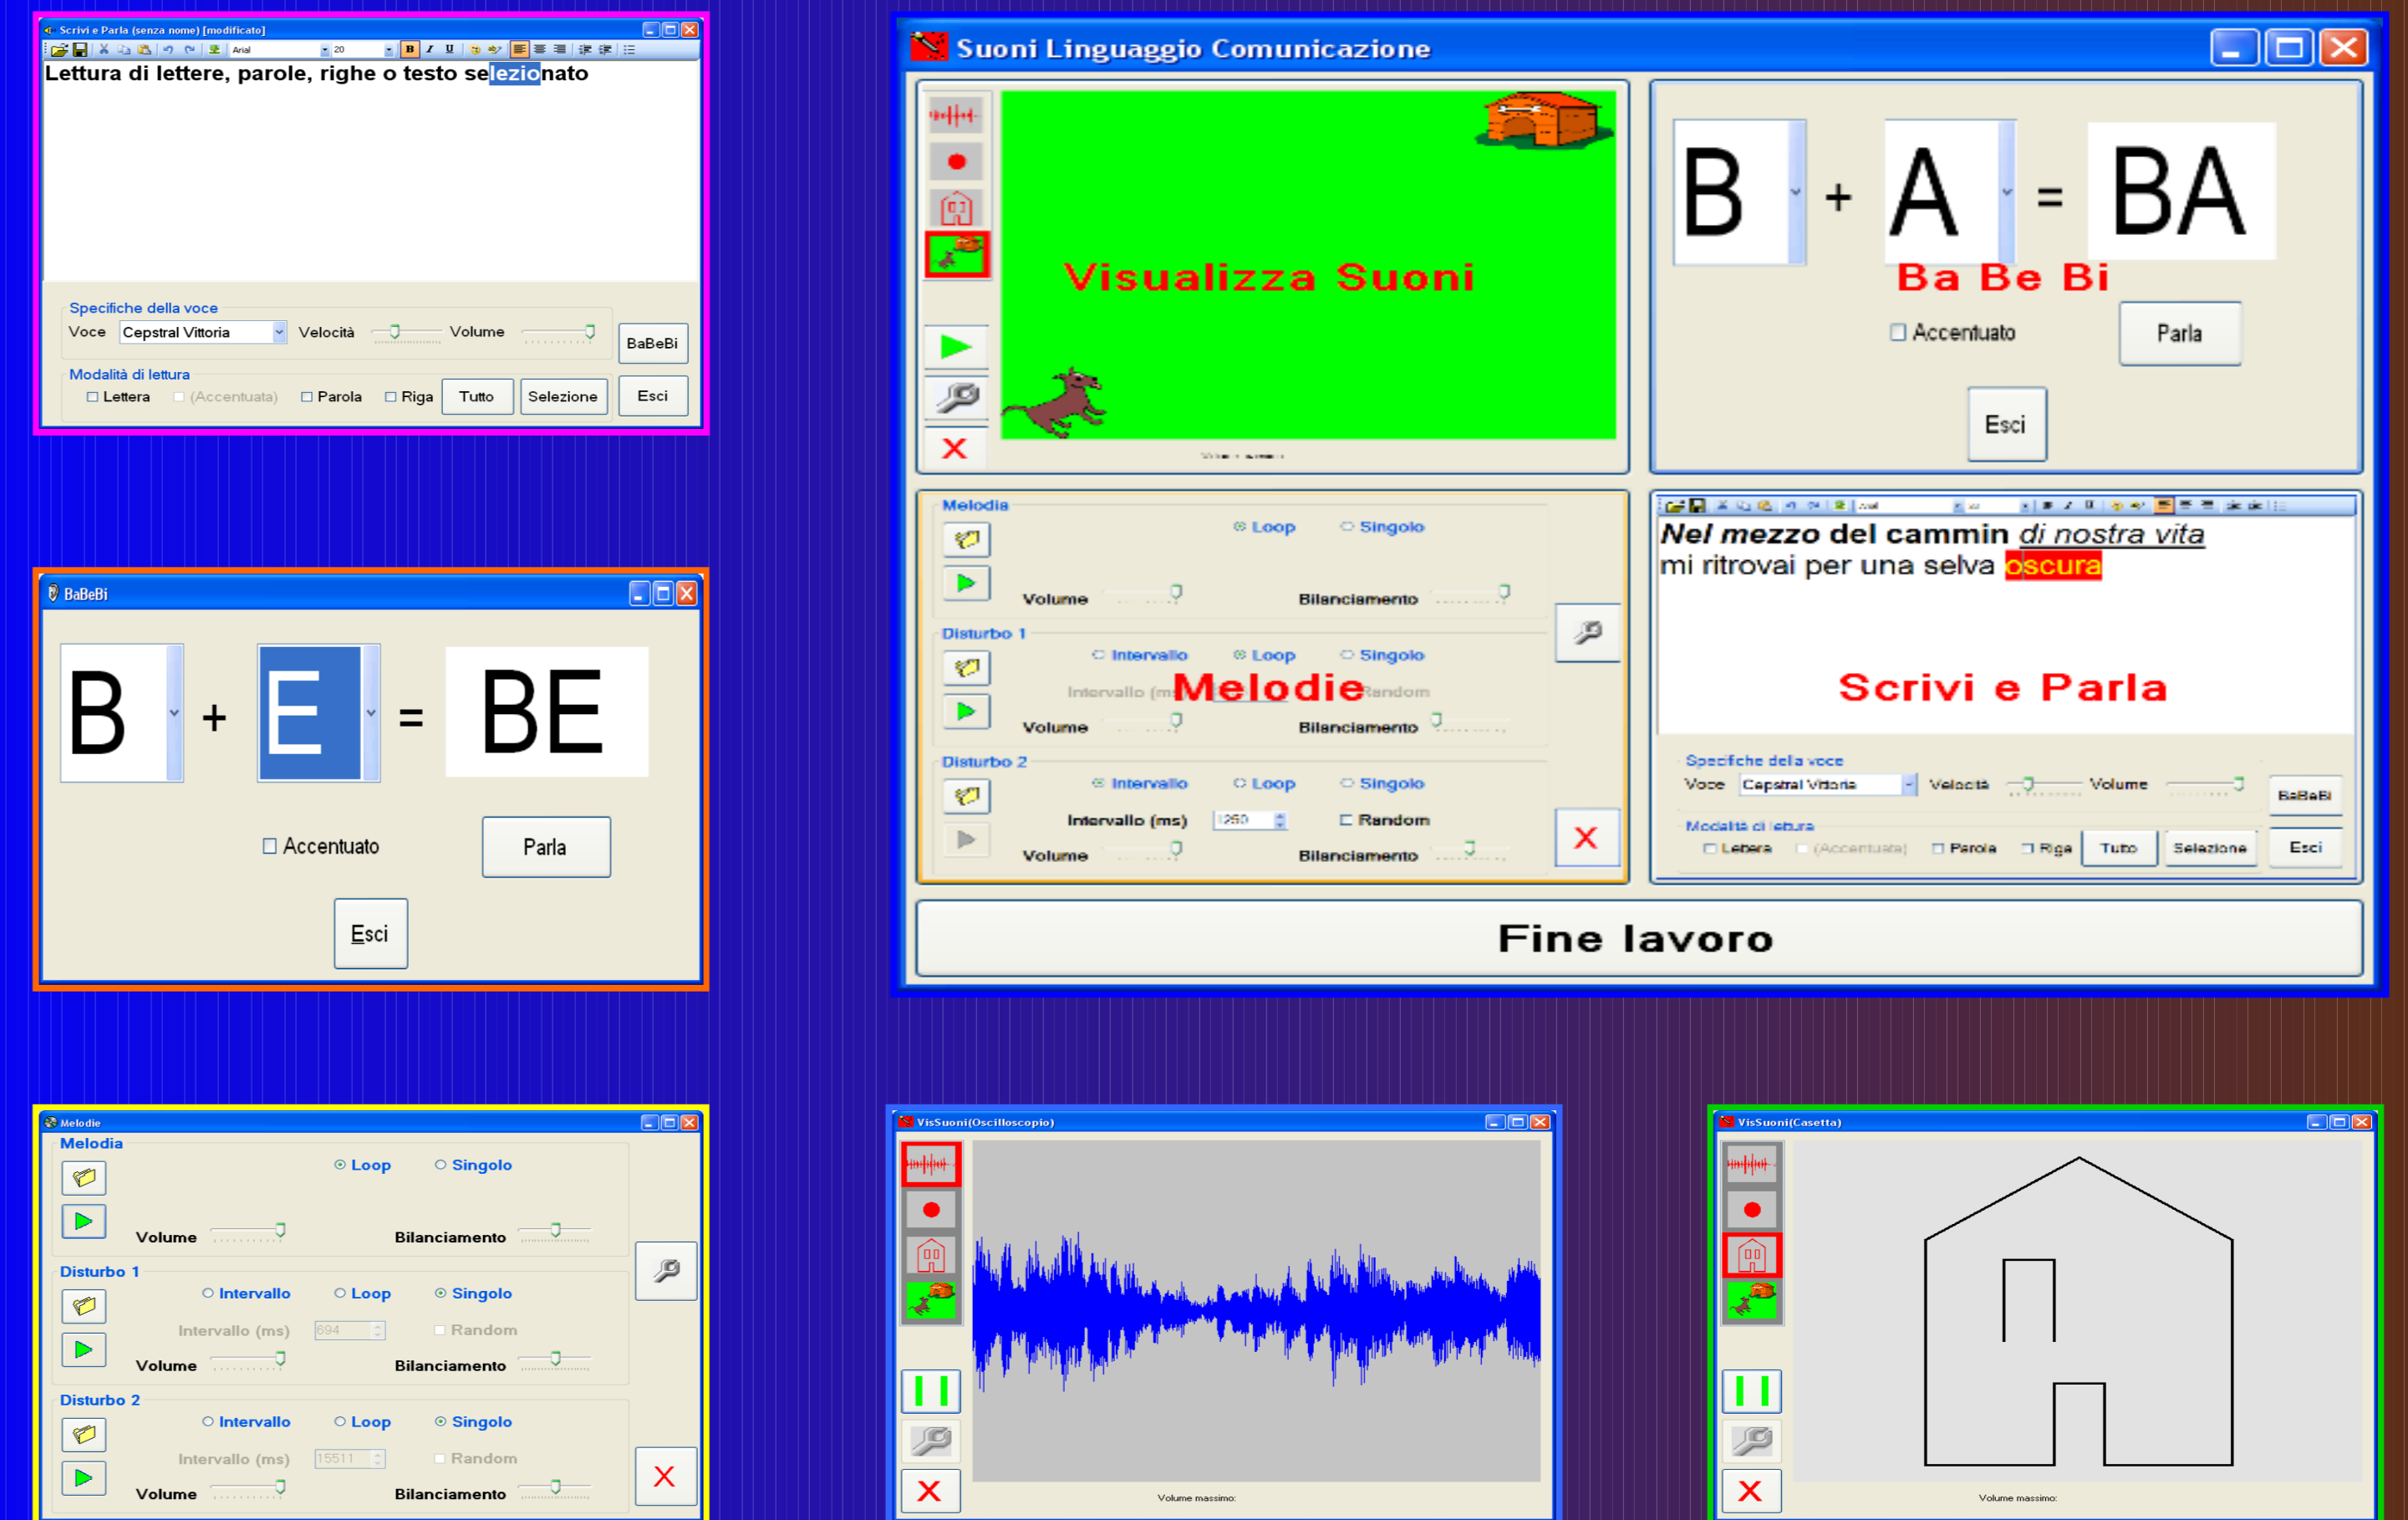 Scrivi e Parla (senza nome) [modificato]
Arial 20 B I U
Lettura di lettere, parole, righe o testo selezionato
Specifiche della voce
Voce Cepstral Vittoria Velocità Volume
BaBeBi
Modalità di lettura
Lettera (Accentuata) Parola Riga Tutto Selezione Esci
Suoni Linguaggio Comunicazione
Visualizza Suoni
B + A = BA
Ba Be Bi
Accentuato Parla
Esci
Melodia
Loop Singolo
Volume Bilanciamento
Disturbo 1
Intervallo Loop Singolo
Intervallo (ms Random
Melodie
Volume Bilanciamento
Disturbo 2
Intervallo Loop Singolo
Intervallo (ms) 1250 Random
Volume Bilanciamento
Nel mezzo del cammin di nostra vita
mi ritrovai per una selva oscura
Scrivi e Parla
Specifiche della voce
Voce Cepstral Vittoria Velocità Volume
BaBeBi
Modalità di lettura
Lettera (Accentuata) Parola Riga Tutto Selezione Esci
Fine lavoro
BaBeBi
B + E = BE
Accentuato Parla
Esci
Melodie
Melodia
Loop Singolo
Volume Bilanciamento
Disturbo 1
Intervallo Loop Singolo
Intervallo (ms) 694 Random
Volume Bilanciamento
Disturbo 2
Intervallo Loop Singolo
Intervallo (ms) 15511 Random
Volume Bilanciamento
VisSuoni(Oscilloscopio)
Volume massimo:
VisSuoni(Casetta)
Volume massimo: